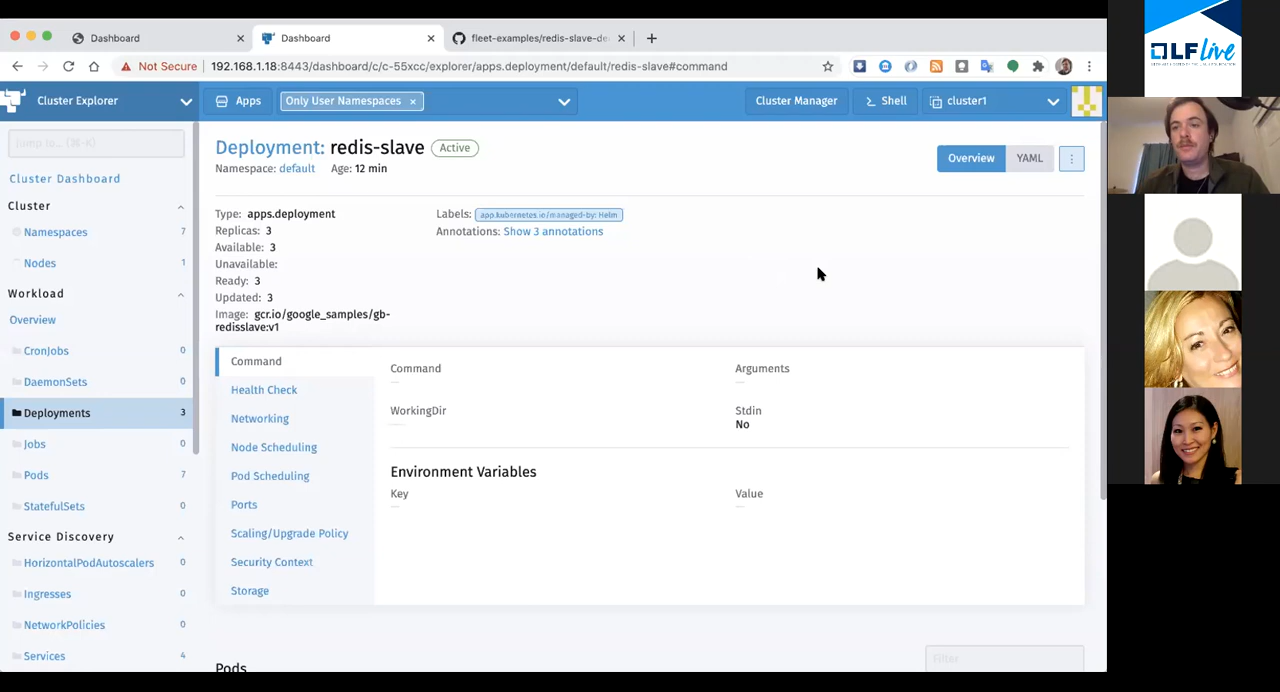 Dashboard
Dashboard
fleet-examples/redis-slave-de
Not Secure
192.168.1.18:8443/dashboard/c/c-55xcc/explorer/apps.deployment/default/redis-slave#command
Cluster Explorer
Apps
Only User Namespaces ×
Cluster Manager
>_ Shell
cluster1
Jump to... (⌘-K)
Cluster Dashboard
Cluster
Namespaces 7
Nodes 1
Workload
Overview
CronJobs 0
DaemonSets 0
Deployments 3
Jobs 0
Pods 7
StatefulSets 0
Service Discovery
HorizontalPodAutoscalers 0
Ingresses 0
NetworkPolicies 0
Services 4
Deployment: redis-slave Active
Namespace: default Age: 12 min
Overview
YAML
Type: apps.deployment
Replicas: 3
Available: 3
Unavailable:
Ready: 3
Updated: 3
Image: gcr.io/google_samples/gb-
redisslave:v1
Labels: app.kubernetes.io/managed-by: Helm
Annotations: Show 3 annotations
Command
Health Check
Networking
Node Scheduling
Pod Scheduling
Ports
Scaling/Upgrade Policy
Security Context
Storage
Command
—
Arguments
—
WorkingDir
—
Stdin
No
Environment Variables
Key
—
Value
—
Pods
Filter
LF Live